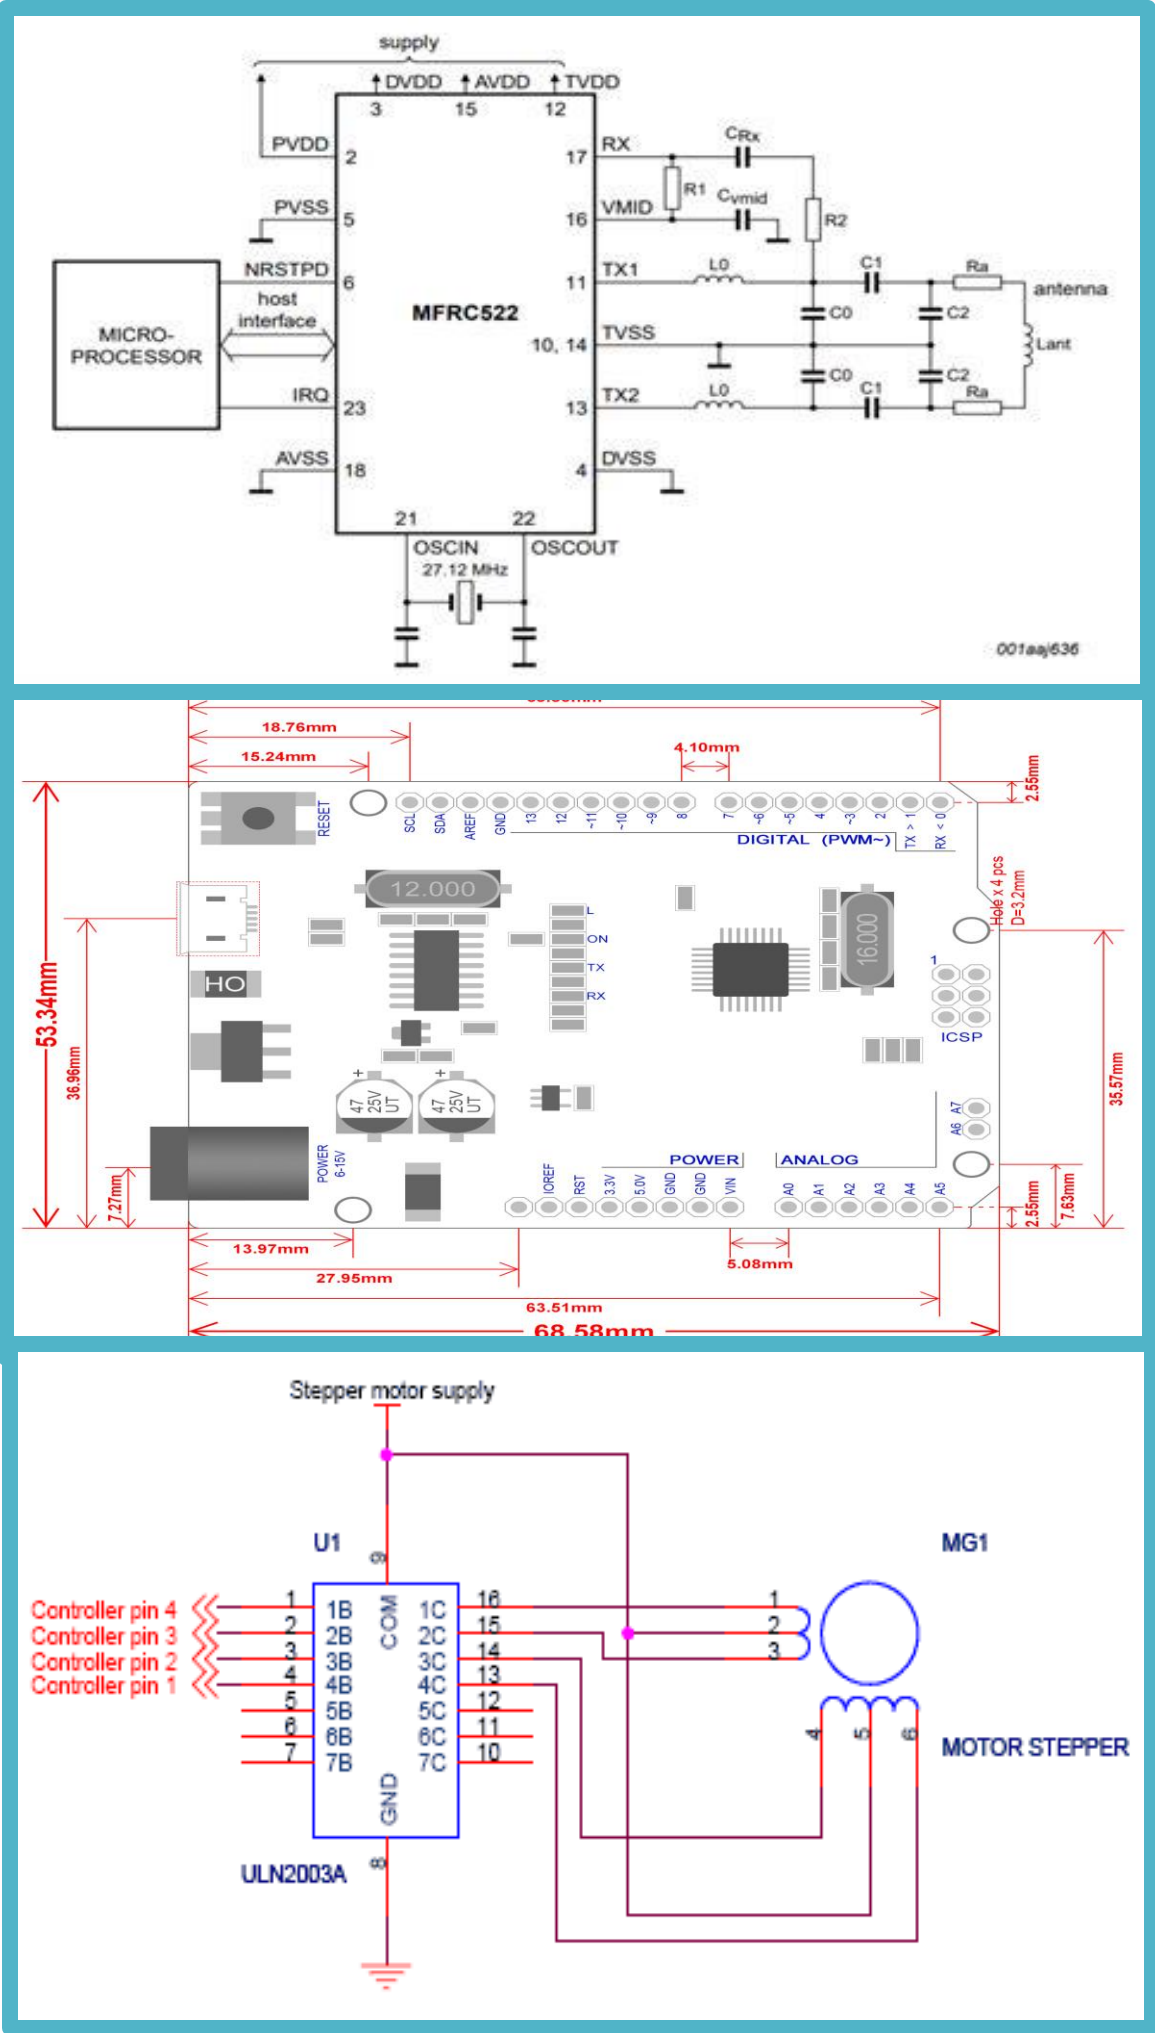 supply
DVDD AVDD TVDD
3 15 12
PVDD 2 17 RX CRx
R1
PVSS 5 16 VMID Cvmid R2
NRSTPD 6 11 TX1 L0 C1 Ra
antenna
host
interface
MICRO-
PROCESSOR
MFRC522
C0 C2
10, 14 TVSS
Lant
C0 C2
IRQ 23 13 TX2 L0 C1 Ra
AVSS 18 4 DVSS
21 22
OSCIN OSCOUT
27.12 MHz
001aaj636
18.76mm
15.24mm
4.10mm
2.55mm
RESET
SCL SDA AREF GND 13 12 ~11 ~10 ~9 8 7 ~6 ~5 4 ~3 2 TX > 1 RX < 0
DIGITAL (PWM~)
Hole x 4 pcs
D=3.2mm
12.000
L
ON
TX
RX
16.000
1
ICSP
HO
53.34mm
36.96mm
35.57mm
+ +
47
25V
UT
47
25V
UT
A7
A6
POWER
6-15V
POWER ANALOG
IOREF RST 3.3V 5.0V GND GND VIN A0 A1 A2 A3 A4 A5
7.27mm
2.55mm
7.63mm
13.97mm
5.08mm
27.95mm
63.51mm
68.58mm
Stepper motor supply
U1
9
MG1
COM
Controller pin 4 1 1B 1C 16 1
Controller pin 3 2 2B 2C 15 2
Controller pin 2 3 3B 3C 14 3
Controller pin 1 4 4B 4C 13
5 5B 5C 12
6 6B 6C 11
7 7B 7C 10
4 5 6
MOTOR STEPPER
GND
8
ULN2003A